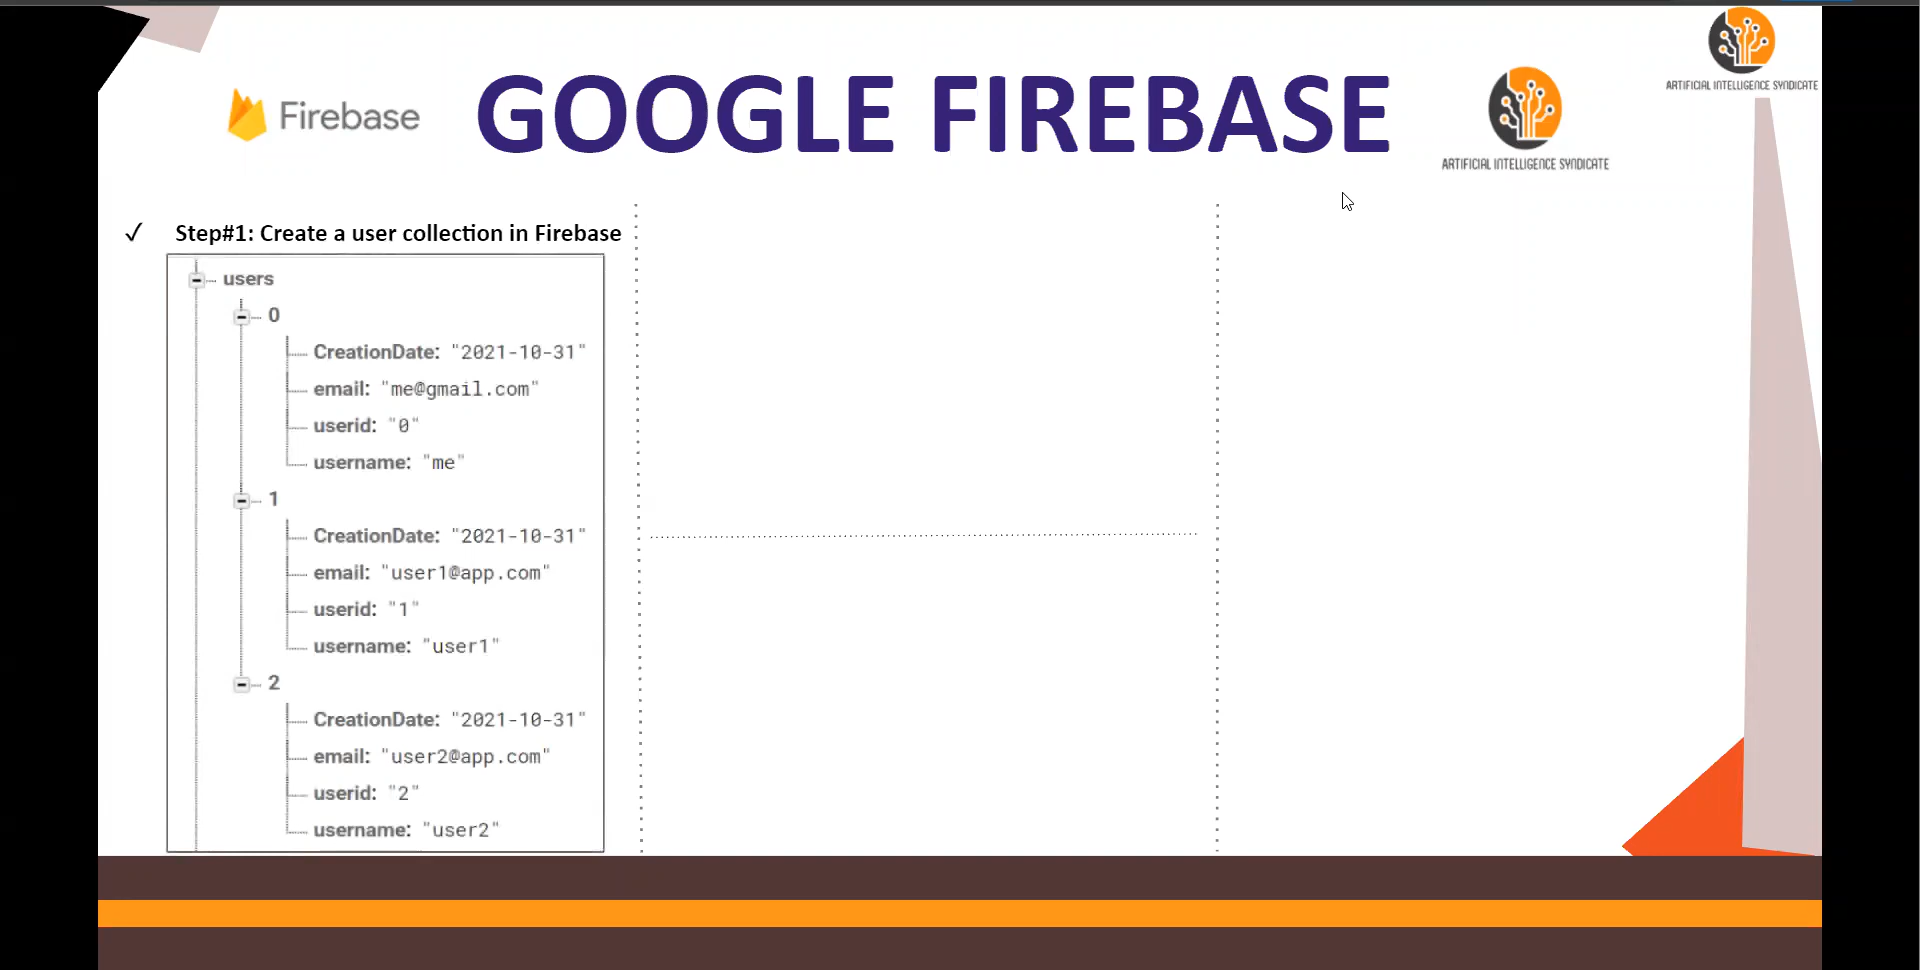 ARTIFICIAL INTELLIGENCE SYNDICATE
Firebase
GOOGLE FIREBASE
ARTIFICIAL INTELLIGENCE SYNDICATE
✓ Step#1: Create a user collection in Firebase
users
0
CreationDate: "2021-10-31"
email: "me@gmail.com"
userid: "0"
username: "me"
1
CreationDate: "2021-10-31"
email: "user1@app.com"
userid: "1"
username: "user1"
2
CreationDate: "2021-10-31"
email: "user2@app.com"
userid: "2"
username: "user2"